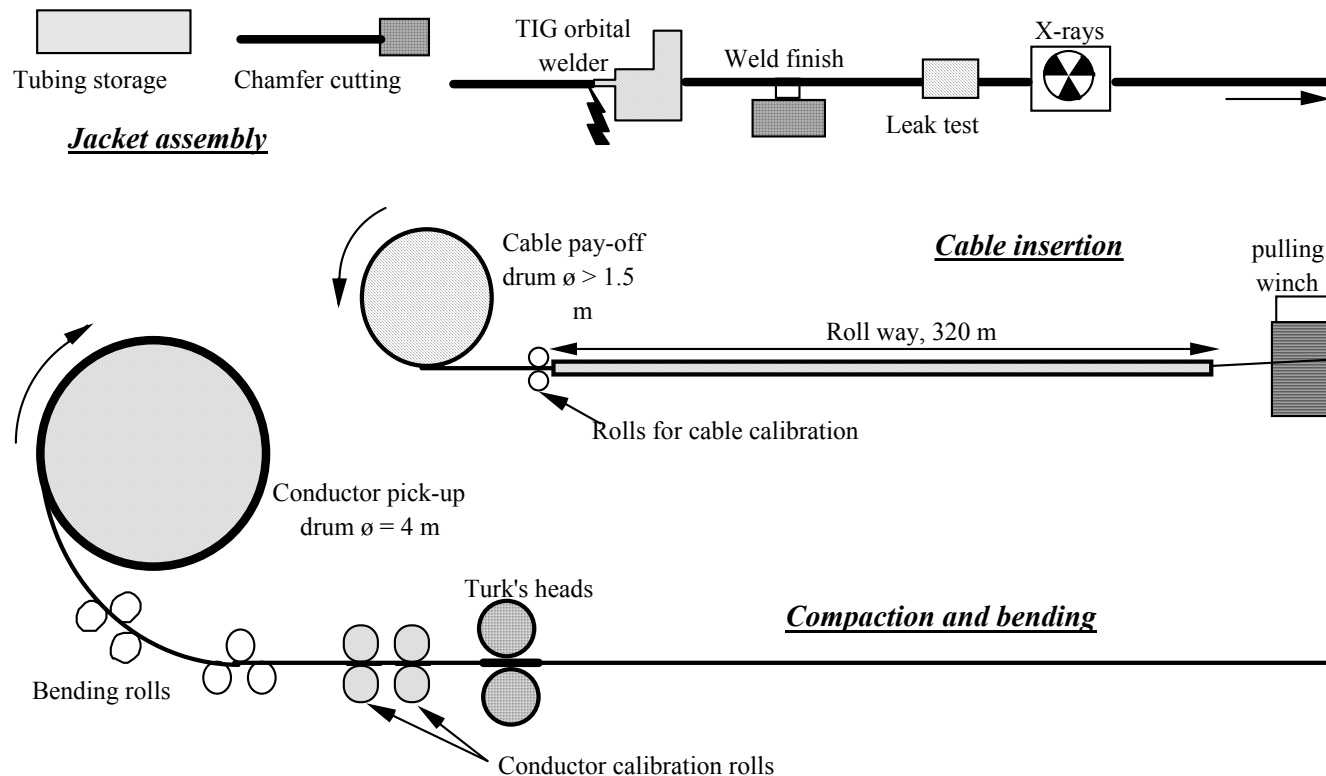 TIG orbital
welder
X-rays
Weld finish
Tubing storage
Chamfer cutting
Leak test
Jacket assembly
Cable pay-off
drum ø > 1.5
m
Cable insertion
pulling
winch
Roll way, 320 m
Rolls for cable calibration
Conductor pick-up
drum ø = 4 m
Turk's heads
Compaction and bending
Bending rolls
Conductor calibration rolls